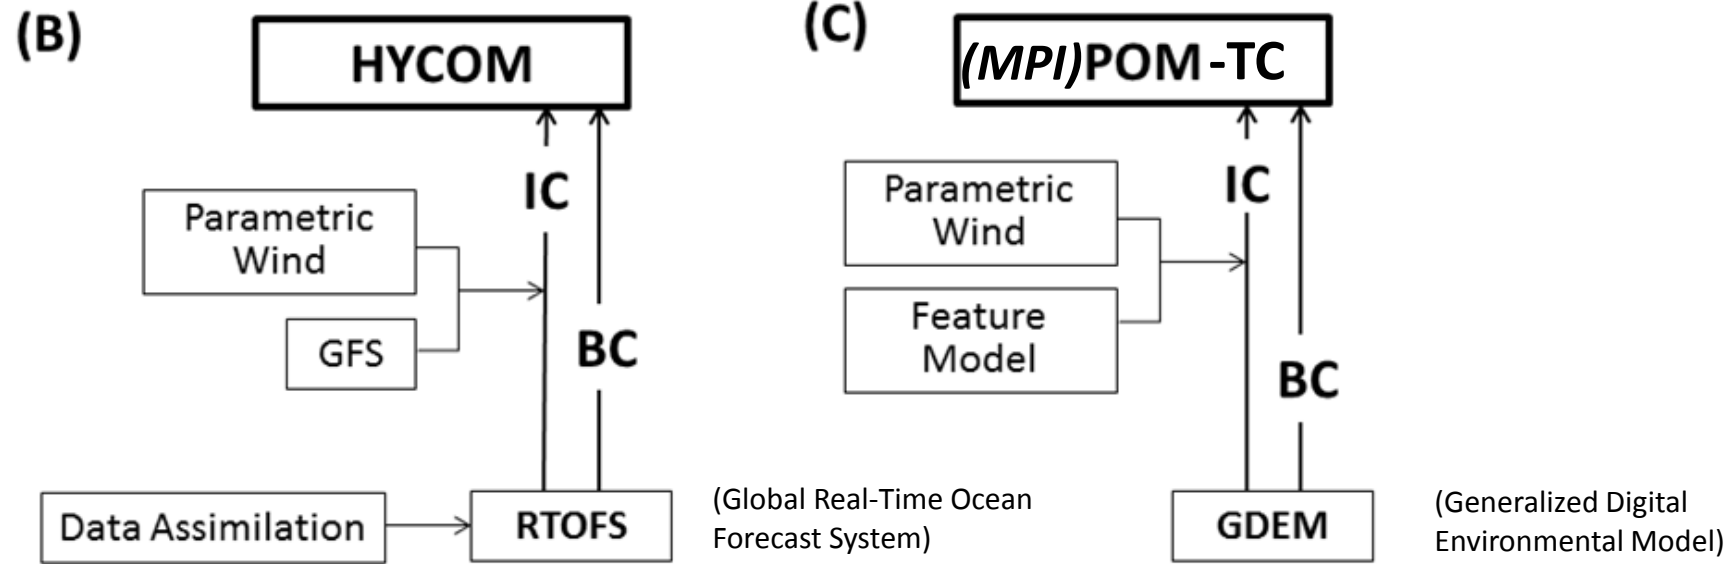 (B)
HYCOM
IC
Parametric
Wind
GFS
BC
Data Assimilation
RTOFS
(Global Real-Time Ocean
Forecast System)
(C)
(MPI)POM-TC
IC
Parametric
Wind
Feature
Model
BC
GDEM
(Generalized Digital
Environmental Model)